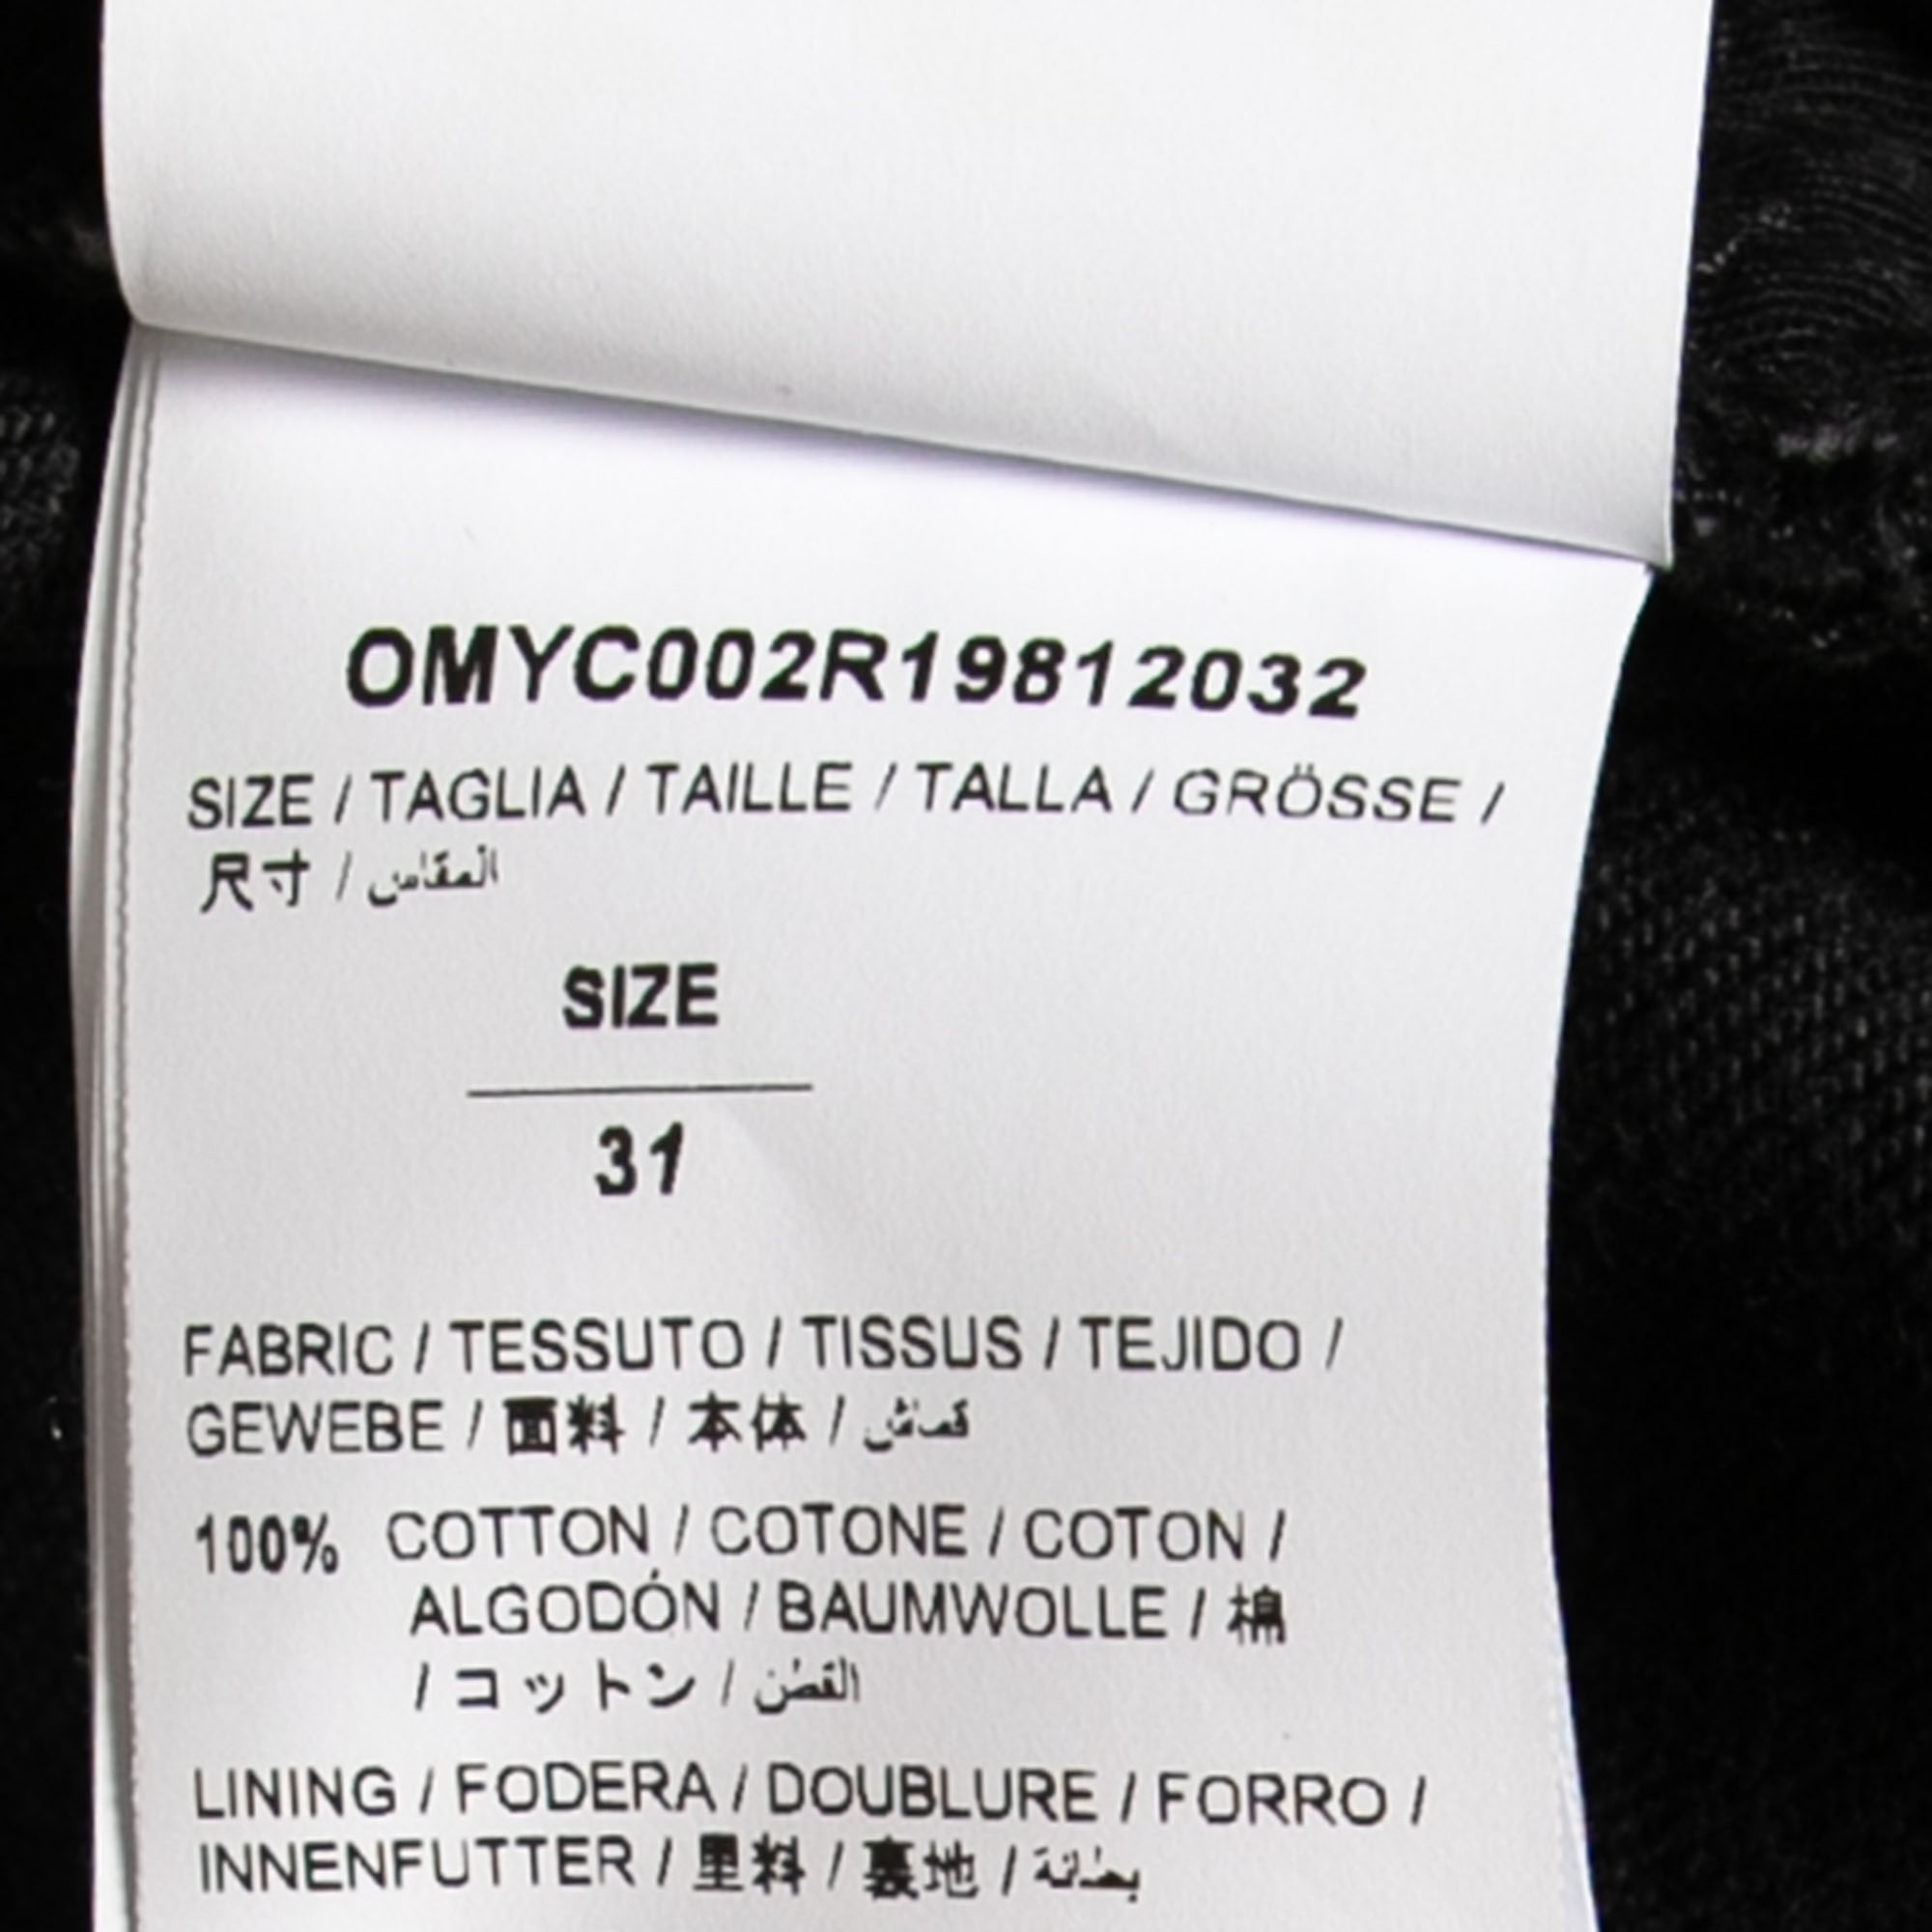 OMYC002R19812032
SIZE / TAGLIA / TAILLE / TALLA / GRÖSSE /
尺寸 / المقاس
SIZE
31
FABRIC / TESSUTO / TISSUS / TEJIDO /
GEWEBE / 面料 / 本体 / قماش
100% COTTON / COTONE / COTON /
ALGODÓN / BAUMWOLLE / 棉
/ コットン / القطن
LINING / FODERA / DOUBLURE / FORRO /
INNENFUTTER / 里料 / 裏地 / بطانة